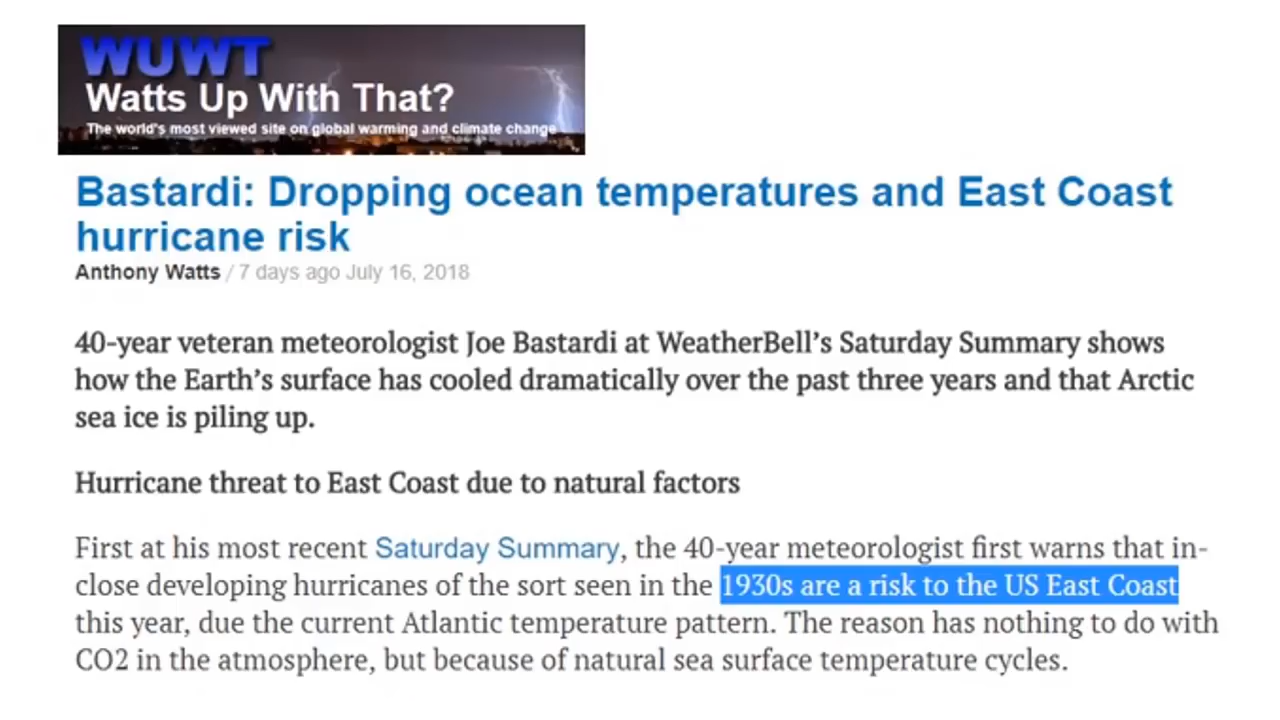 WUWT
Watts Up With That?
The world's most viewed site on global warming and climate change
Bastardi: Dropping ocean temperatures and East Coast
hurricane risk
Anthony Watts / 7 days ago July 16, 2018
40-year veteran meteorologist Joe Bastardi at WeatherBell’s Saturday Summary shows
how the Earth’s surface has cooled dramatically over the past three years and that Arctic
sea ice is piling up.
Hurricane threat to East Coast due to natural factors
First at his most recent Saturday Summary, the 40-year meteorologist first warns that in-
close developing hurricanes of the sort seen in the 1930s are a risk to the US East Coast
this year, due the current Atlantic temperature pattern. The reason has nothing to do with
CO2 in the atmosphere, but because of natural sea surface temperature cycles.